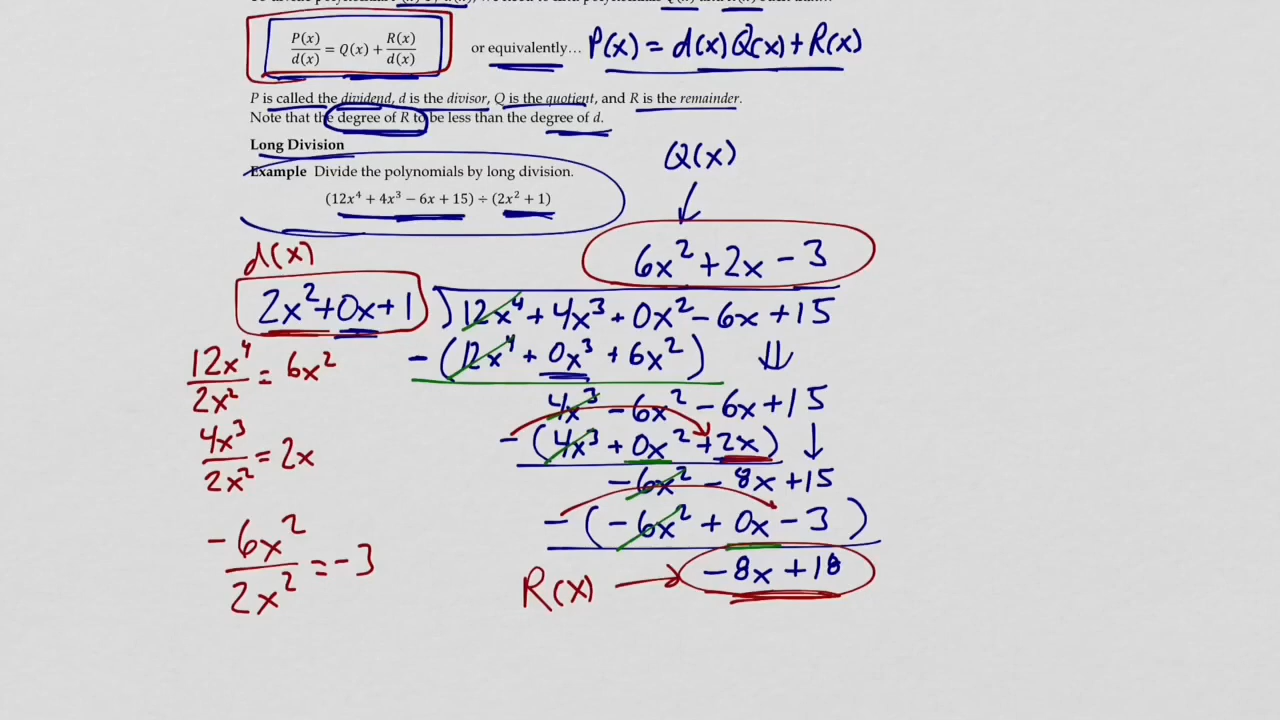 P(x)/d(x) = Q(x) + R(x)/d(x) or equivalently… P(x) = d(x)Q(x)+R(x)
P is called the dividend, d is the divisor, Q is the quotient, and R is the remainder.
Note that the degree of R to be less than the degree of d.
Long Division
Example Divide the polynomials by long division.
(12x⁴ + 4x³ − 6x + 15) ÷ (2x² + 1)
Q(x)
d(x)
6x² + 2x − 3
2x² + 0x + 1 ) 12x⁴ + 4x³ + 0x² − 6x + 15
12x⁴/2x² = 6x²
− ( 12x⁴ + 0x³ + 6x² )
4x³ − 6x² − 6x + 15
4x³/2x² = 2x
− ( 4x³ + 0x² + 2x )
− 6x² − 8x + 15
−6x²/2x² = −3
− ( −6x² + 0x − 3 )
R(x) → −8x + 18